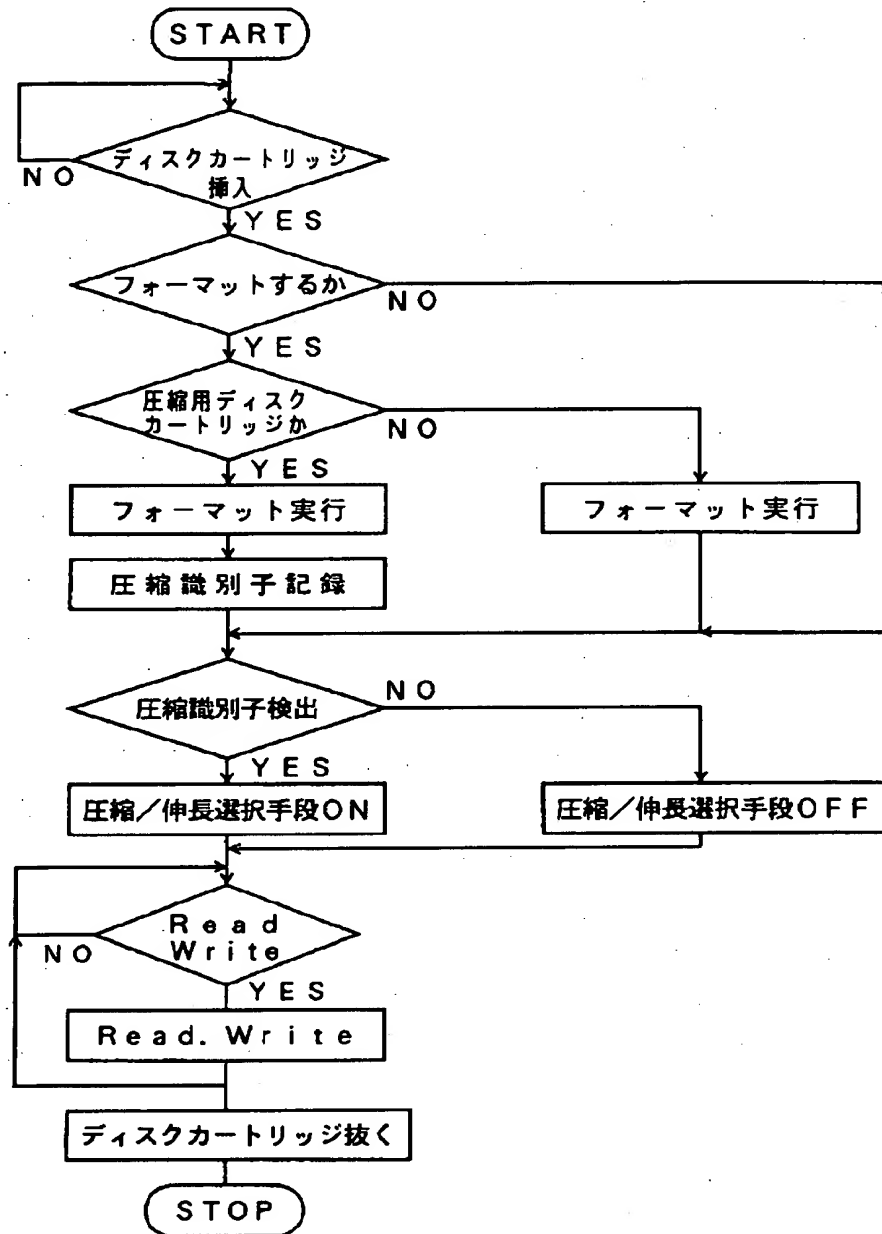 START
ディスクカートリッジ
挿入
NO
YES
フォーマットするか
NO
YES
圧縮用ディスク
カートリッジか
NO
YES
フォーマット実行
フォーマット実行
圧縮識別子記録
圧縮識別子検出
NO
YES
圧縮/伸長選択手段ON
圧縮/伸長選択手段OFF
Read
Write
NO
YES
Read. Write
ディスクカートリッジ抜く
STOP